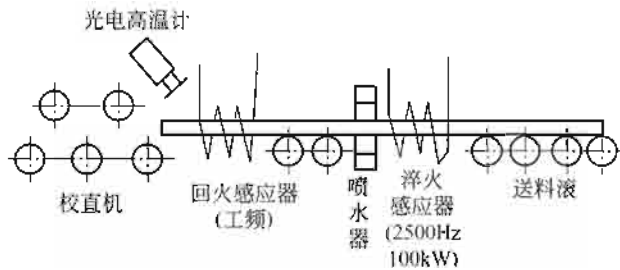 光电高温计
校直机
回火感应器
(工频)
喷水器
淬火
感应器
(2500Hz
100kW)
送料滚